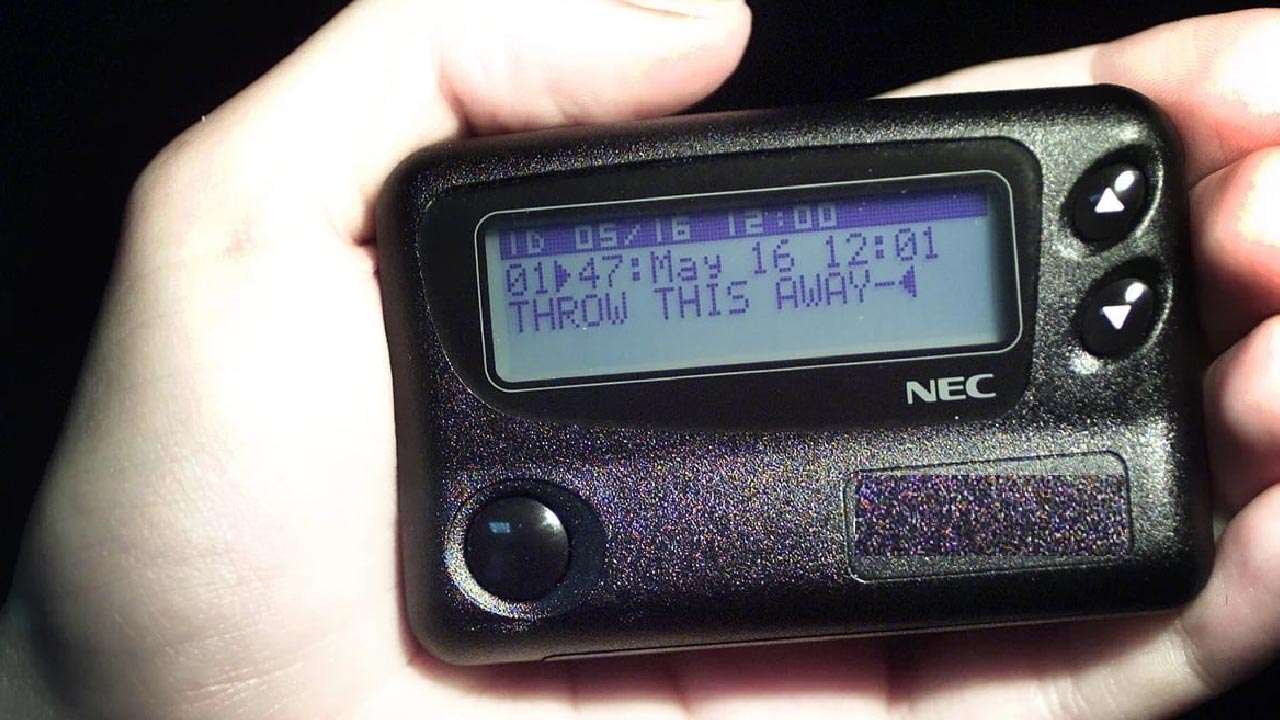 16 05/16 12:00
01▶47:May 16 12:01
THROW THIS AWAY-◀
NEC